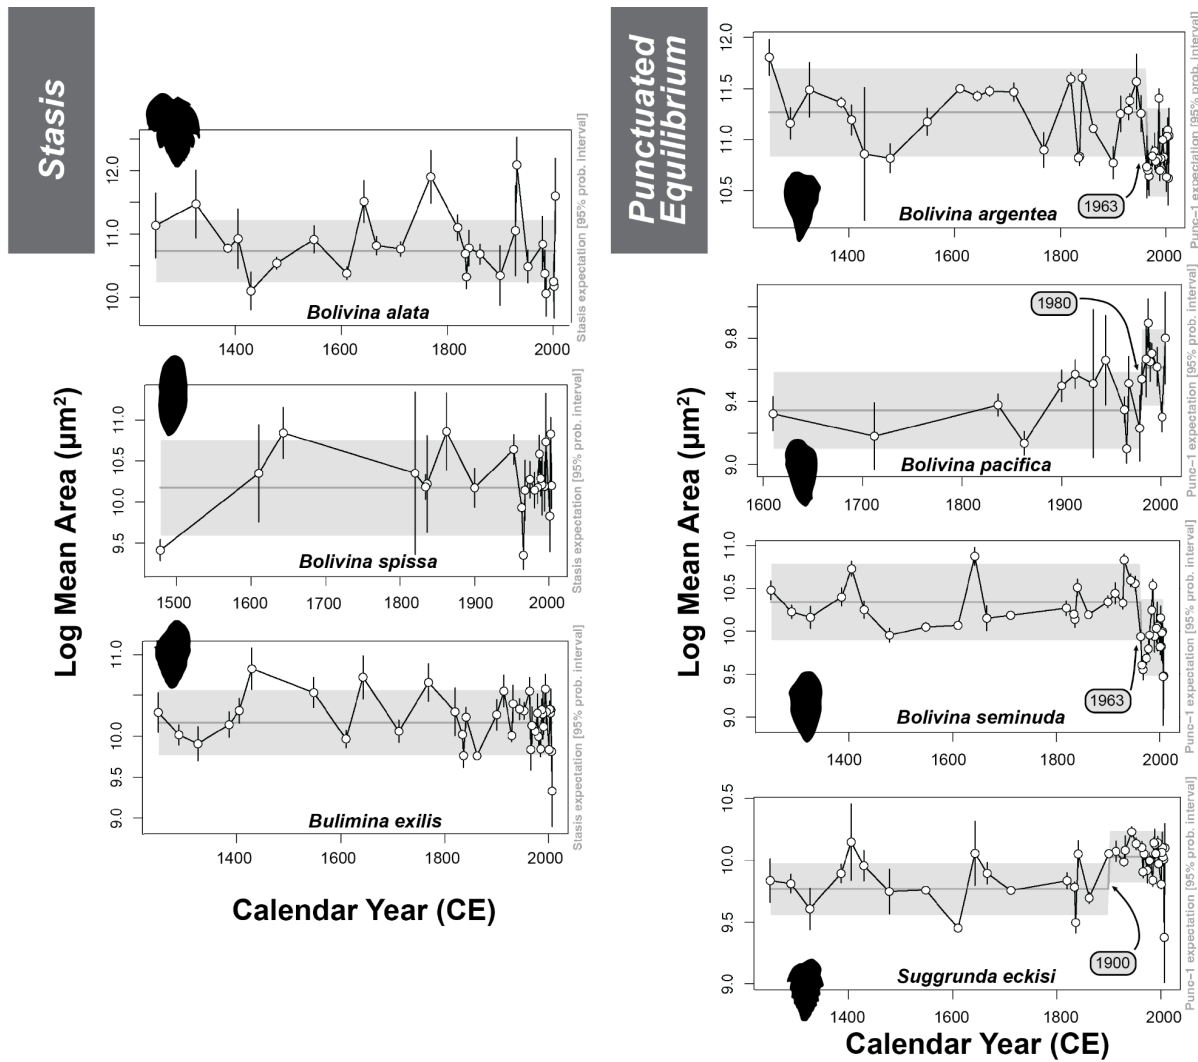 Stasis
Log Mean Area (µm²)
12.0
11.0
10.0
Bolivina alata
1400
1600
1800
2000
Stasis expectation [95% prob. interval]
11.0
10.5
10.0
9.5
Bolivina spissa
1500
1600
1700
1800
1900
2000
Stasis expectation [95% prob. interval]
11.0
10.0
9.5
9.0
Bulimina exilis
1400
1600
1800
2000
Stasis expectation [95% prob. interval]
Calendar Year (CE)
Punctuated
Equilibrium
Log Mean Area (µm²)
12.0
11.5
11.0
10.5
1963
Bolivina argentea
1400
1600
1800
2000
Punc−1 expectation [95% prob. interval]
1980
9.8
9.4
9.0
Bolivina pacifica
1600
1700
1800
1900
2000
Punc−1 expectation [95% prob. interval]
11.0
10.5
10.0
9.5
9.0
1963
Bolivina seminuda
1400
1600
1800
2000
Punc−1 expectation [95% prob. interval]
10.5
10.0
9.5
9.0
1900
Suggrunda eckisi
1400
1600
1800
2000
Punc−1 expectation [95% prob. interval]
Calendar Year (CE)